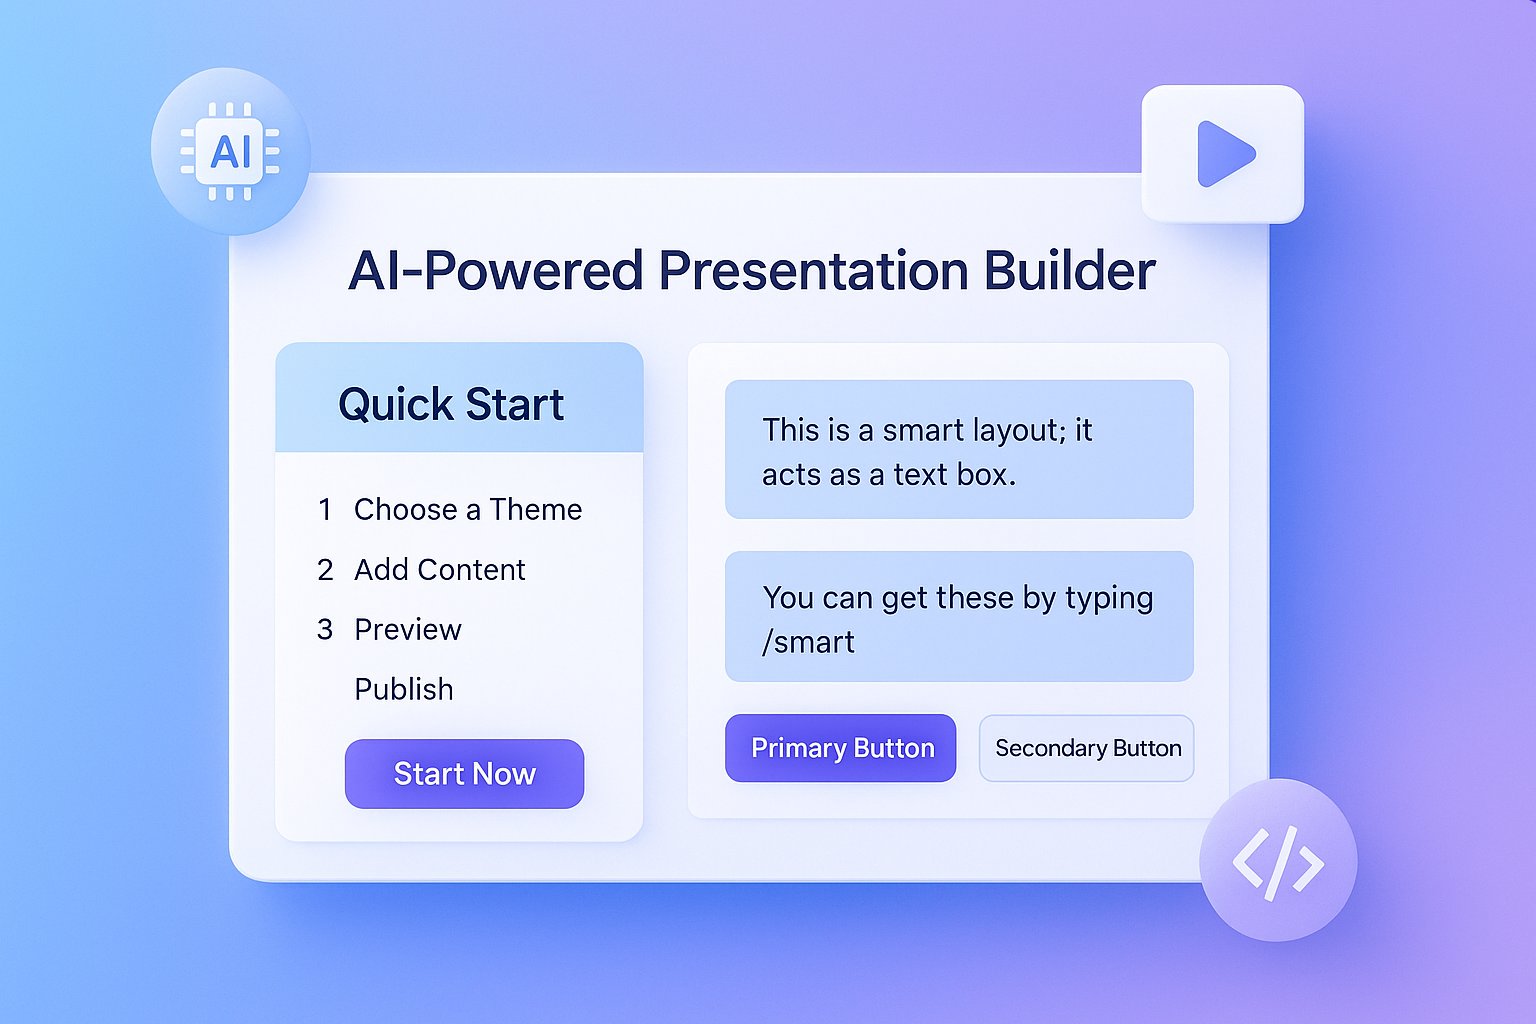 AI
AI-Powered Presentation Builder
Quick Start
1 Choose a Theme
2 Add Content
3 Preview
Publish
Start Now
This is a smart layout; it
acts as a text box.
You can get these by typing
/smart
Primary Button
Secondary Button
</>